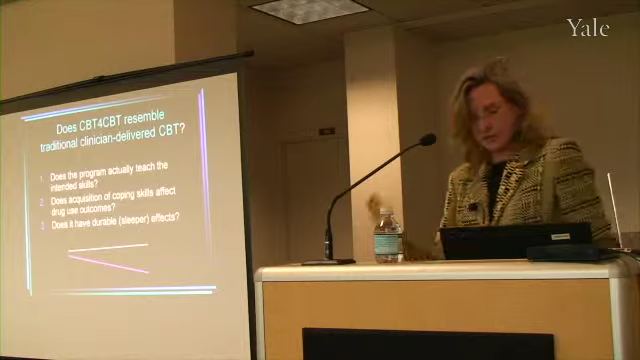 Yale
Does CBT4CBT resemble
traditional clinician-delivered CBT?
1. Does the program actually teach the
intended skills?
2. Does acquisition of coping skills affect
drug use outcomes?
3. Does it have durable (sleeper) effects?